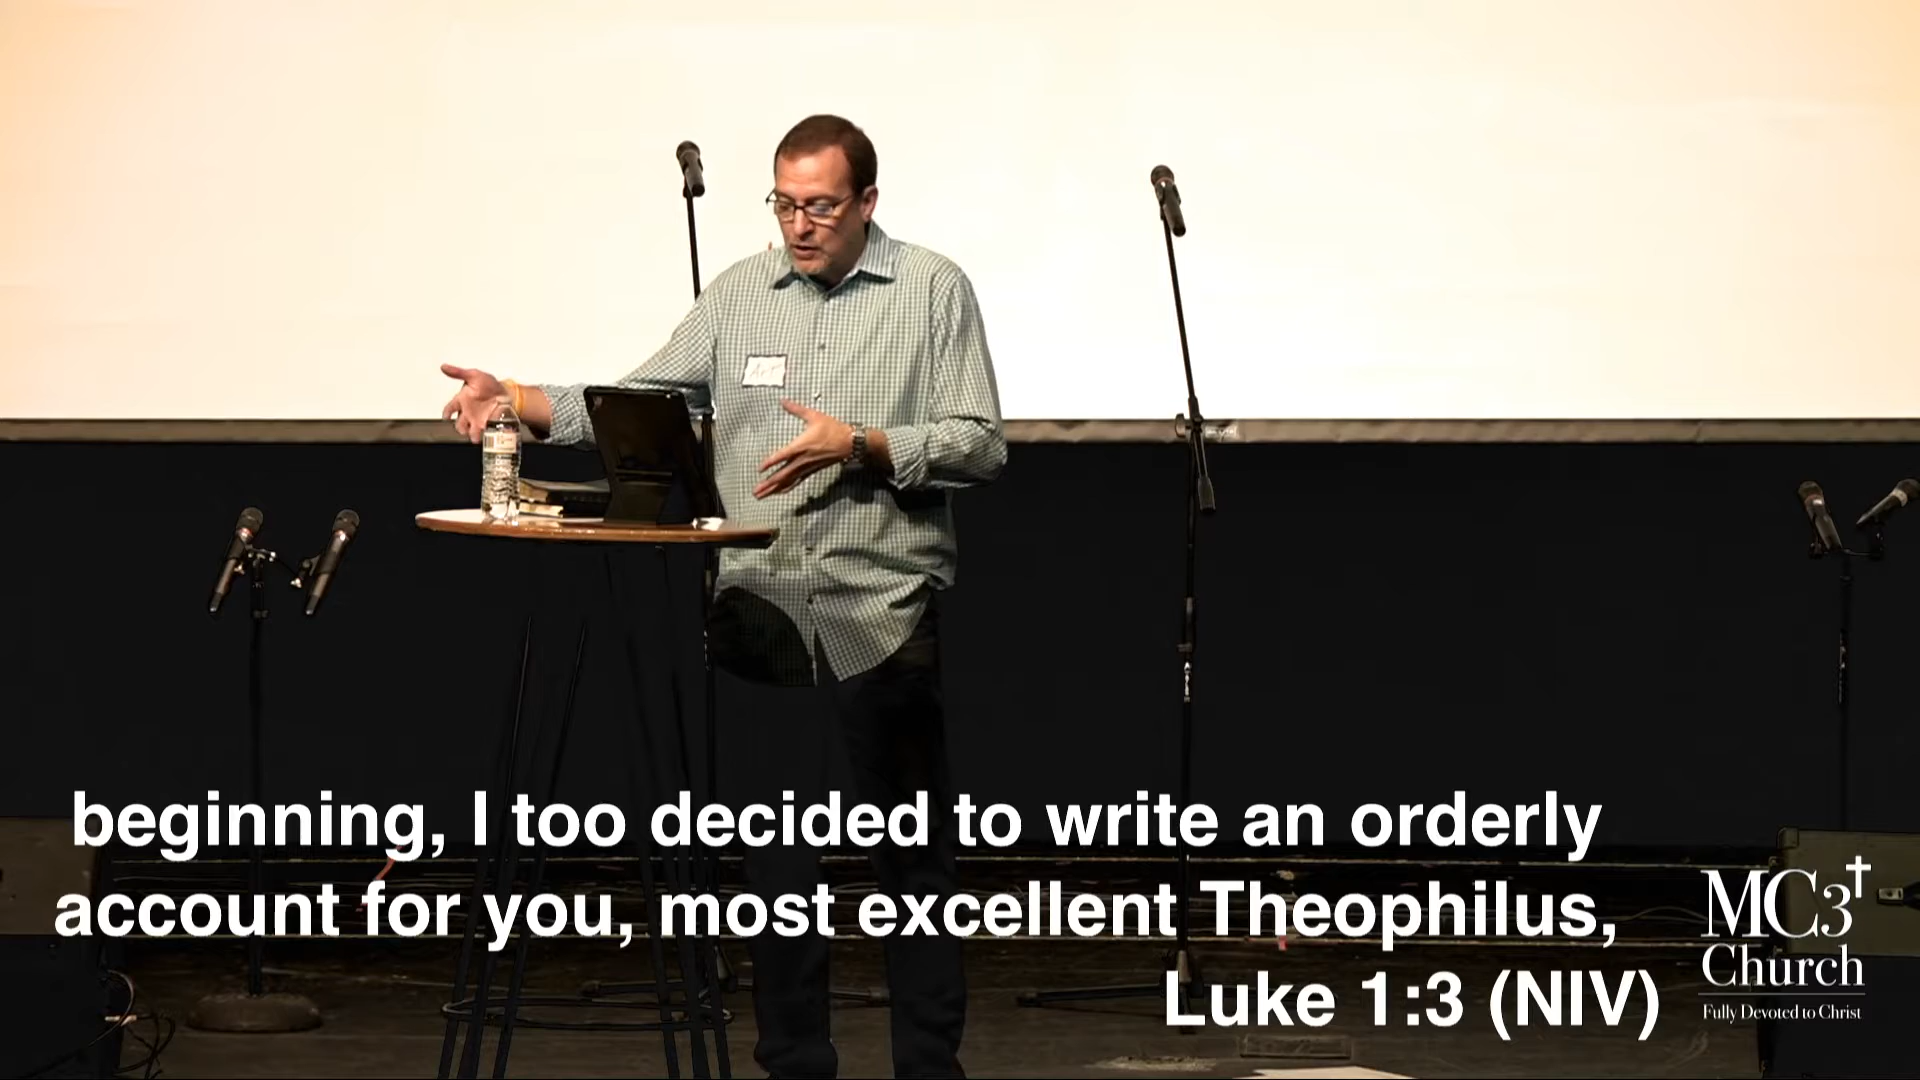 Art
beginning, I too decided to write an orderly
account for you, most excellent Theophilus,
Luke 1:3 (NIV)
MC3
Church
Fully Devoted to Christ